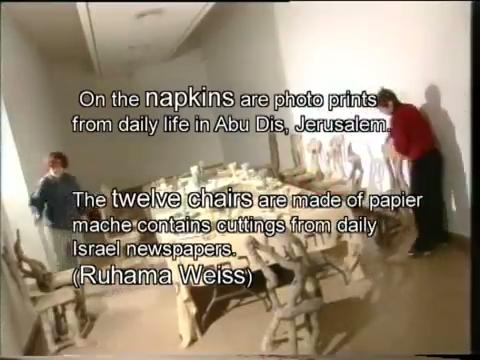 On the napkins are photo prints
from daily life in Abu Dis, Jerusalem.
The twelve chairs are made of papier
mache contains cuttings from daily
Israel newspapers.
(Ruhama Weiss)